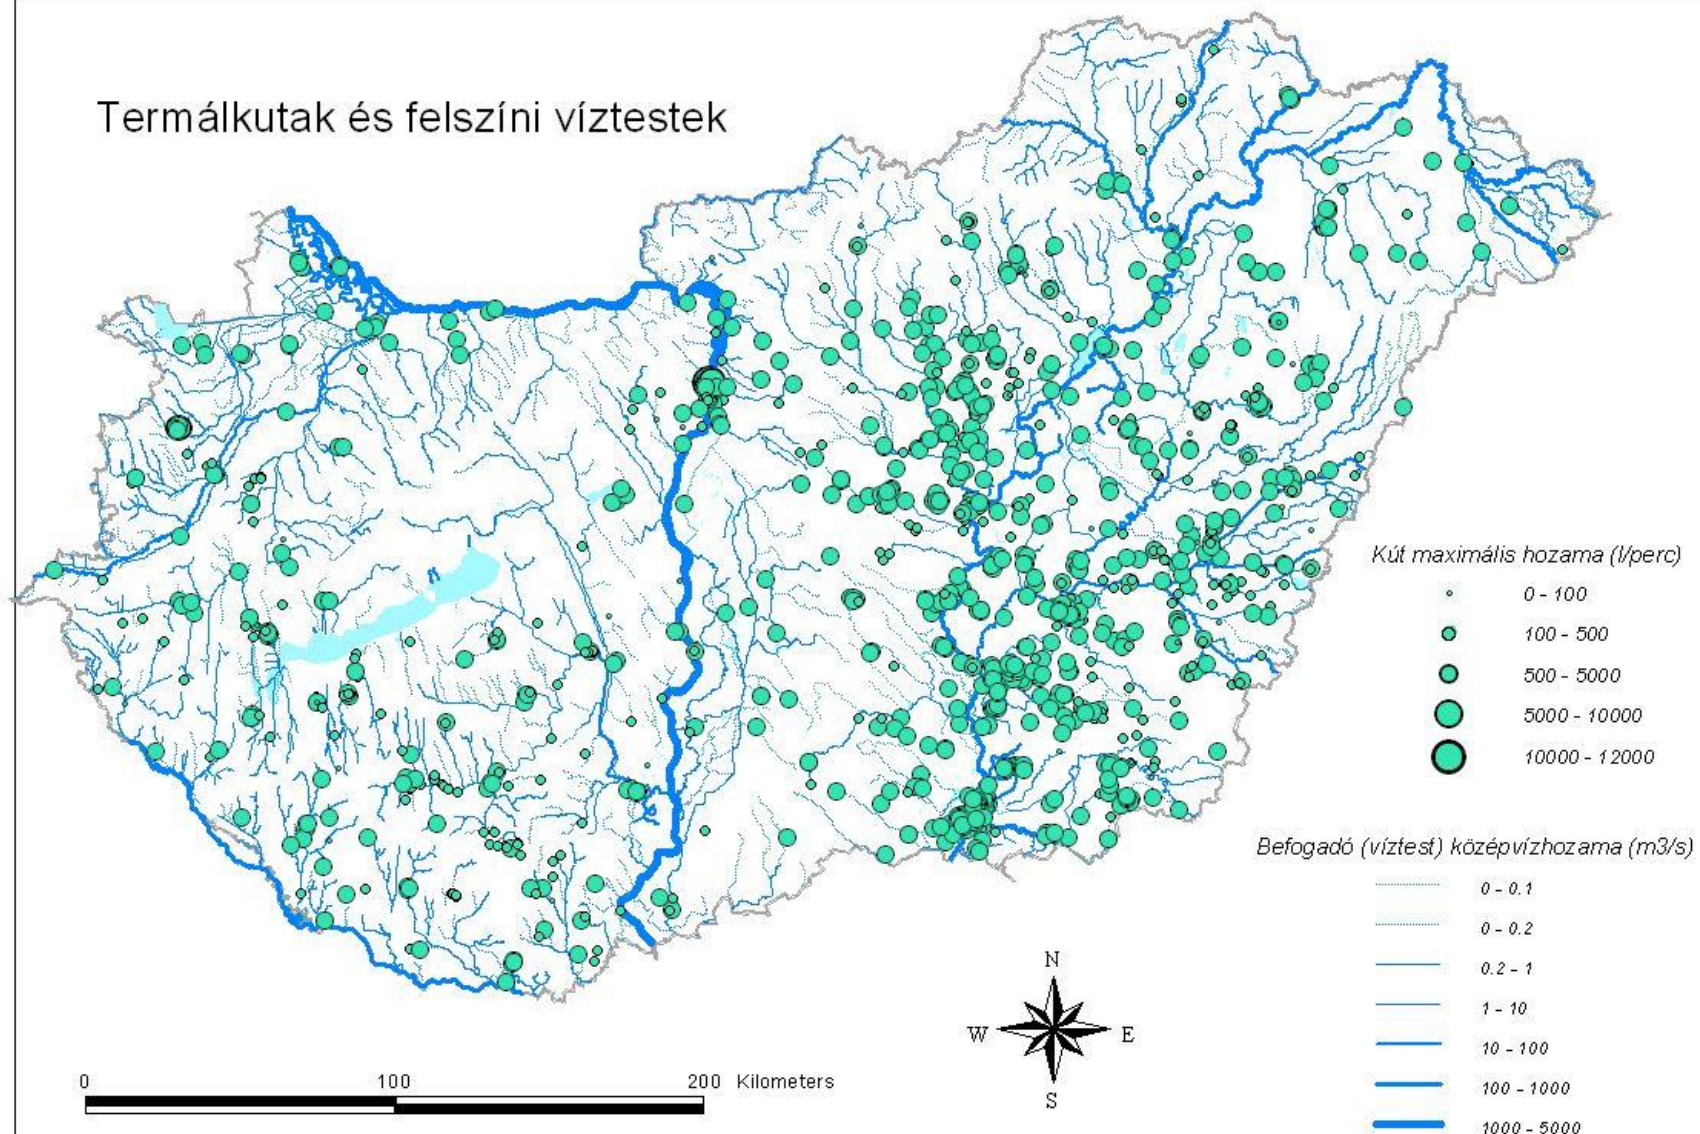 Termálkutak és felszíni víztestek
Kút maximális hozama (l/perc)
0 - 100
100 - 500
500 - 5000
5000 - 10000
10000 - 12000
Befogadó (víztest) középvízhozama (m3/s)
0 - 0.1
0 - 0.2
0.2 - 1
1 - 10
10 - 100
100 - 1000
1000 - 5000
N
W E
S
0 100 200 Kilometers